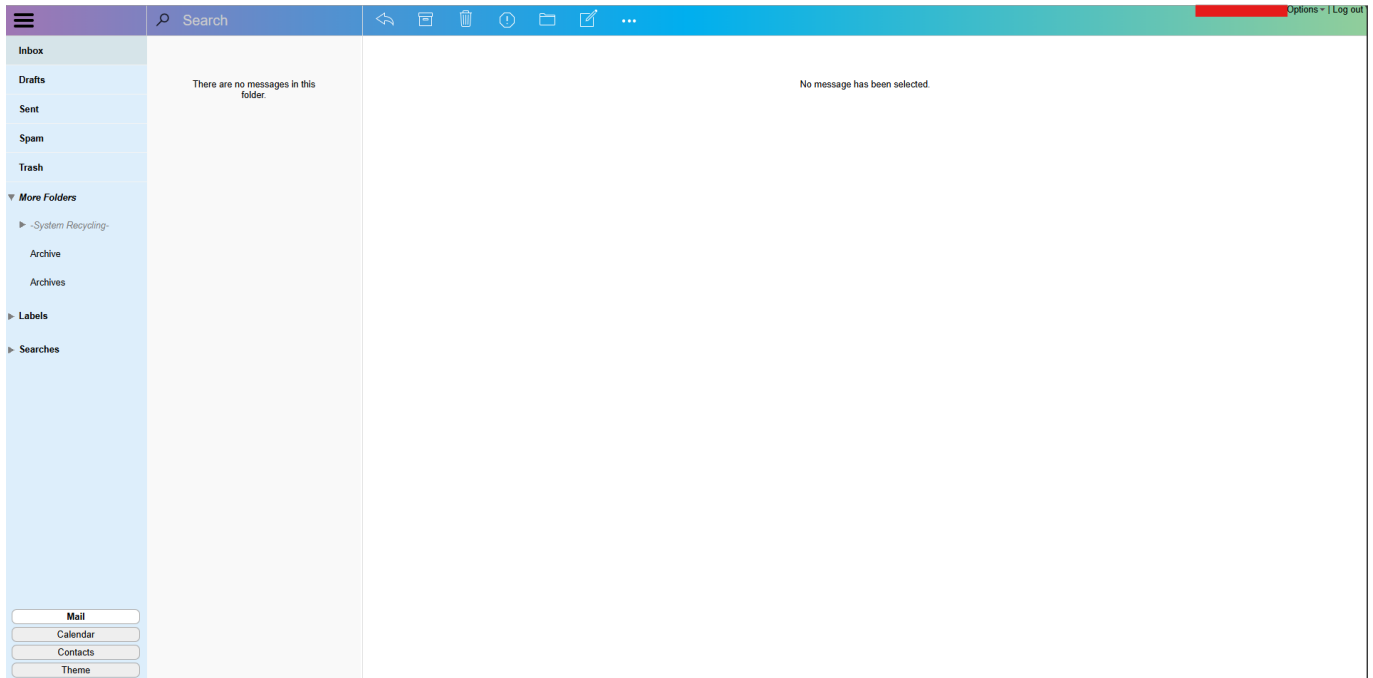 Search
Options | Log out
Inbox
Drafts
Sent
Spam
Trash
More Folders
-System Recycling-
Archive
Archives
Labels
Searches
There are no messages in this
folder.
No message has been selected.
Mail
Calendar
Contacts
Theme